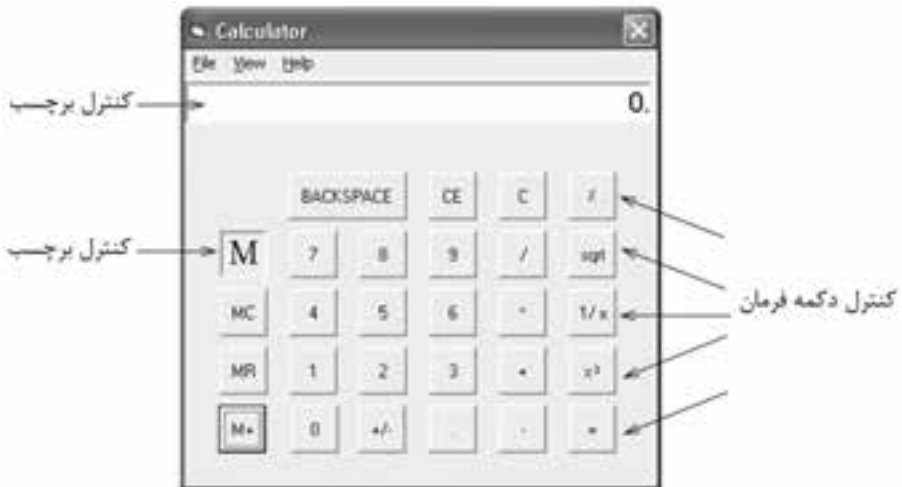 Calculator
File View Help
کنترل برچسب
0.
BACKSPACE CE C
کنترل برچسب
M 7 8 9 / sqrt
کنترل دکمه فرمان
MC 4 5 6 1/x
MR 1 2 3 x³
M+ 0 +/- . - =